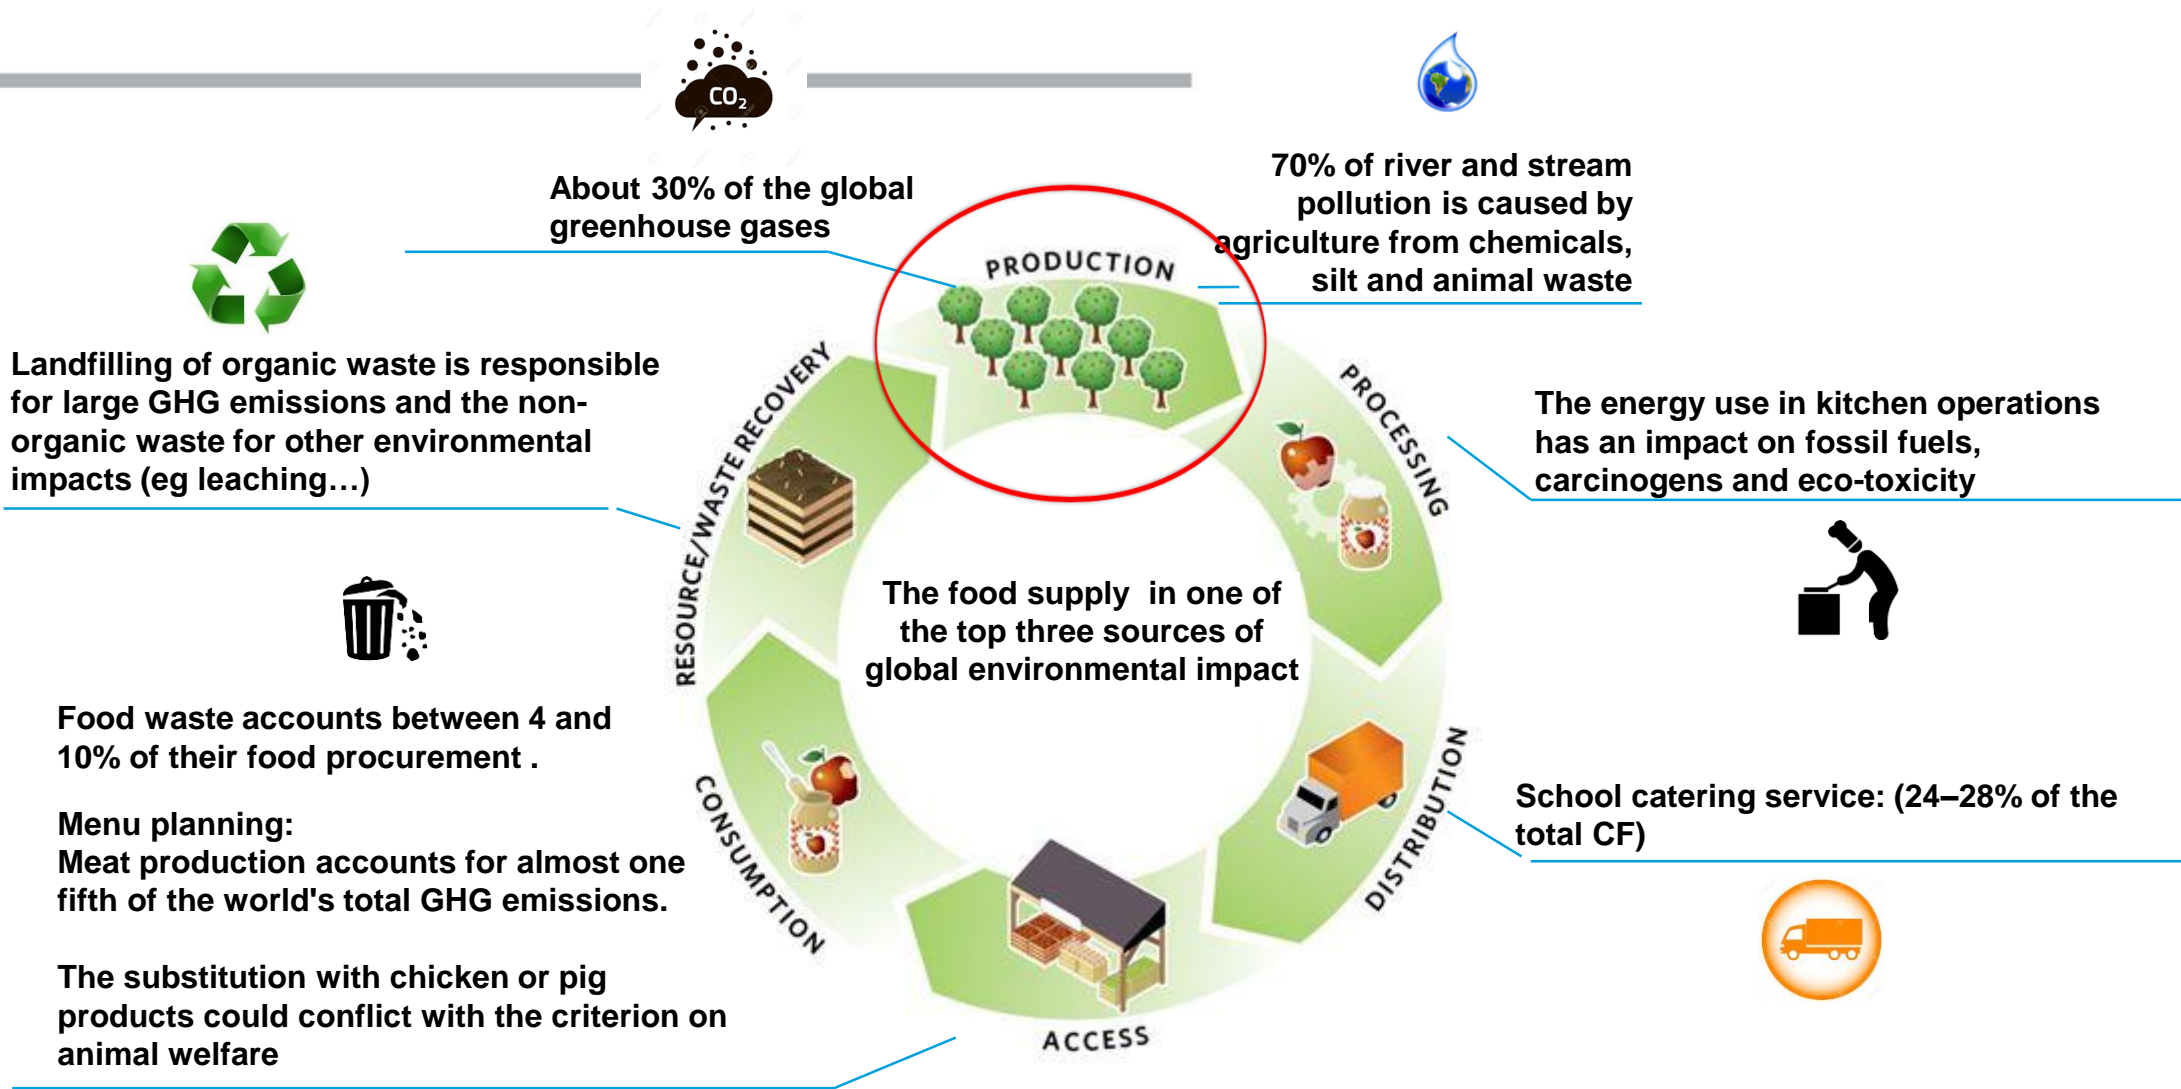 CO2
About 30% of the global
greenhouse gases
70% of river and stream
pollution is caused by
agriculture from chemicals,
silt and animal waste
PRODUCTION
Landfilling of organic waste is responsible
for large GHG emissions and the non-
organic waste for other environmental
impacts (eg leaching…)
RESOURCE/WASTE RECOVERY
PROCESSING
The energy use in kitchen operations
has an impact on fossil fuels,
carcinogens and eco-toxicity
The food supply in one of
the top three sources of
global environmental impact
Food waste accounts between 4 and
10% of their food procurement .
Menu planning:
Meat production accounts for almost one
fifth of the world's total GHG emissions.
The substitution with chicken or pig
products could conflict with the criterion on
animal welfare
CONSUMPTION
DISTRIBUTION
School catering service: (24–28% of the
total CF)
ACCESS